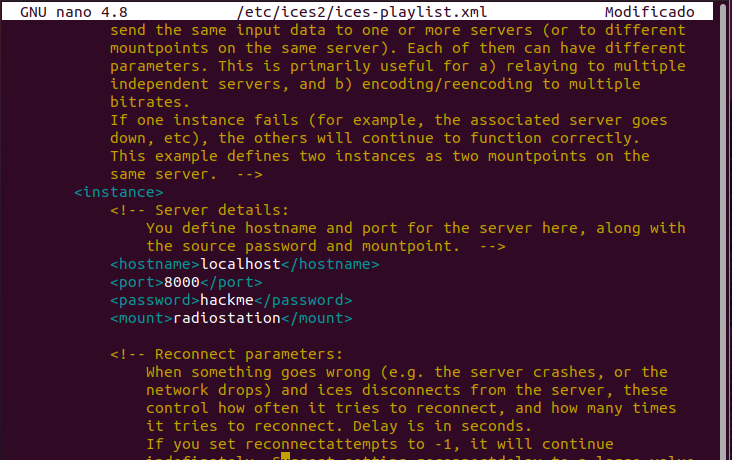 GNU nano 4.8 /etc/ices2/ices-playlist.xml Modificado
send the same input data to one or more servers (or to different
mountpoints on the same server). Each of them can have different
parameters. This is primarily useful for a) relaying to multiple
independent servers, and b) encoding/reencoding to multiple
bitrates.
If one instance fails (for example, the associated server goes
down, etc), the others will continue to function correctly.
This example defines two instances as two mountpoints on the
same server.  -->
<instance>
<!-- Server details:
You define hostname and port for the server here, along with
the source password and mountpoint.  -->
<hostname>localhost</hostname>
<port>8000</port>
<password>hackme</password>
<mount>radiostation</mount>
<!-- Reconnect parameters:
When something goes wrong (e.g. the server crashes, or the
network drops) and ices disconnects from the server, these
control how often it tries to reconnect, and how many times
it tries to reconnect. Delay is in seconds.
If you set reconnectattempts to -1, it will continue
indefinitely. Suggest setting reconnectdelay to a large value